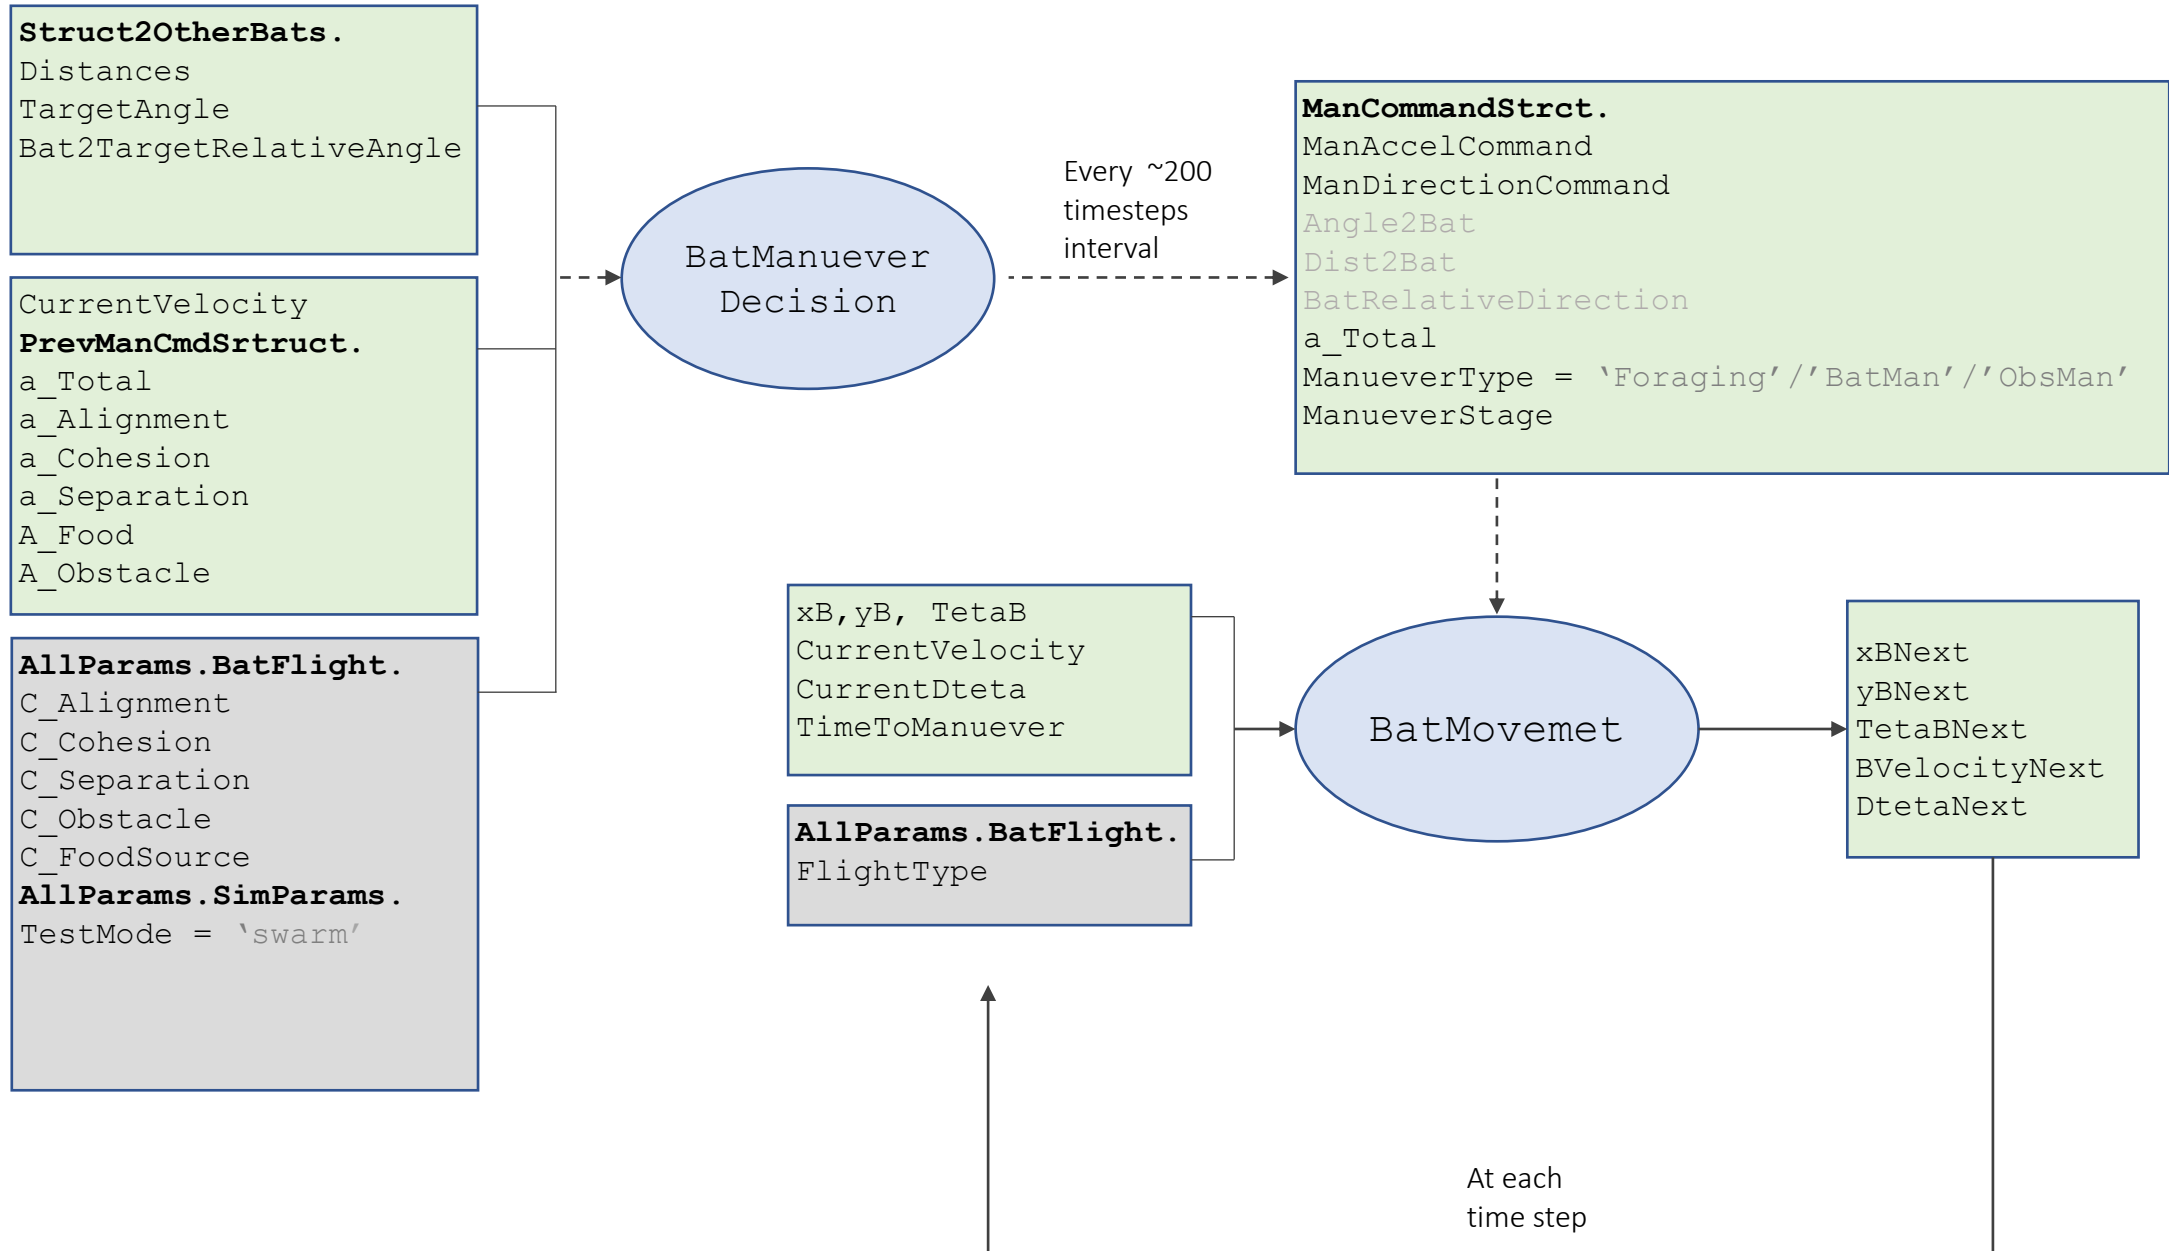 Struct2OtherBats.
Distances
TargetAngle
Bat2TargetRelativeAngle
CurrentVelocity
PrevManCmdSrtruct.
a_Total
a_Alignment
a_Cohesion
a_Separation
A_Food
A_Obstacle
AllParams.BatFlight.
C_Alignment
C_Cohesion
C_Separation
C_Obstacle
C_FoodSource
AllParams.SimParams.
TestMode = ‘swarm’
BatManuever
Decision
Every ~200
timesteps
interval
ManCommandStrct.
ManAccelCommand
ManDirectionCommand
Angle2Bat
Dist2Bat
BatRelativeDirection
a_Total
ManueverType = ‘Foraging’/’BatMan’/’ObsMan’
ManueverStage
xB,yB, TetaB
CurrentVelocity
CurrentDteta
TimeToManuever
AllParams.BatFlight.
FlightType
BatMovemet
xBNext
yBNext
TetaBNext
BVelocityNext
DtetaNext
At each
time step